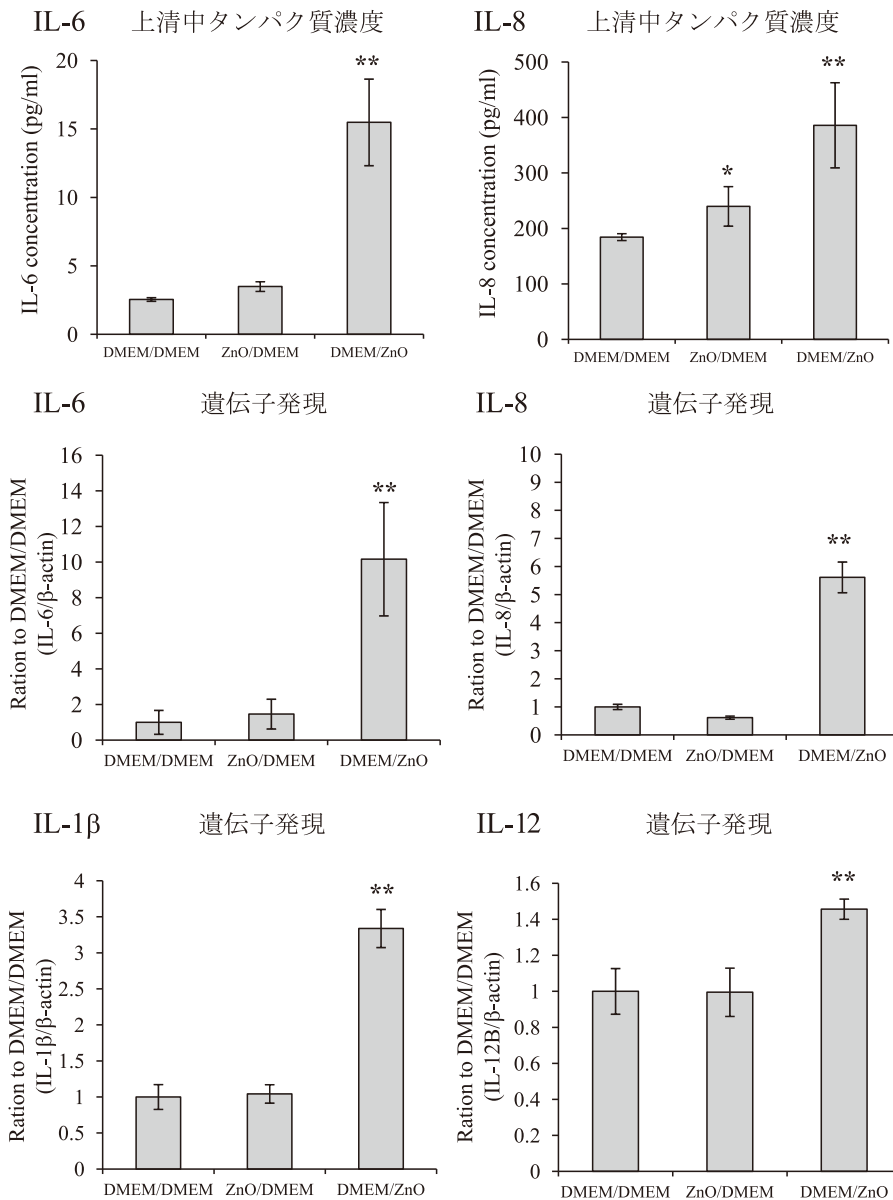 IL-6 上清中タンパク質濃度
IL-6 concentration (pg/ml)
20
15
10
5
0
**
DMEM/DMEM ZnO/DMEM DMEM/ZnO
IL-8 上清中タンパク質濃度
IL-8 concentration (pg/ml)
500
400
300
200
100
0
*
**
DMEM/DMEM ZnO/DMEM DMEM/ZnO
IL-6 遺伝子発現
Ration to DMEM/DMEM
(IL-6/β-actin)
16
14
12
10
8
6
4
2
0
**
DMEM/DMEM ZnO/DMEM DMEM/ZnO
IL-8 遺伝子発現
Ration to DMEM/DMEM
(IL-8/β-actin)
10
9
8
7
6
5
4
3
2
1
0
**
DMEM/DMEM ZnO/DMEM DMEM/ZnO
IL-1β 遺伝子発現
Ration to DMEM/DMEM
(IL-1β/β-actin)
4
3.5
3
2.5
2
1.5
1
0.5
0
**
DMEM/DMEM ZnO/DMEM DMEM/ZnO
IL-12 遺伝子発現
Ration to DMEM/DMEM
(IL-12B/β-actin)
1.6
1.4
1.2
1
0.8
0.6
0.4
0.2
0
**
DMEM/DMEM ZnO/DMEM DMEM/ZnO